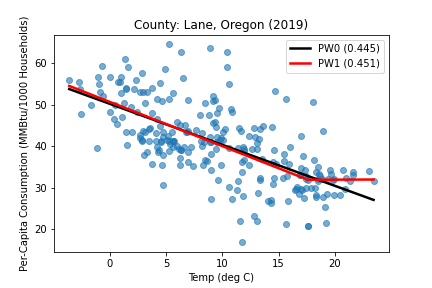 County: Lane, Oregon (2019)
Per-Capita Consumption (MMBtu/1000 Households)
60
50
40
30
20
PW0 (0.445)
PW1 (0.451)
0
5
10
15
20
Temp (deg C)